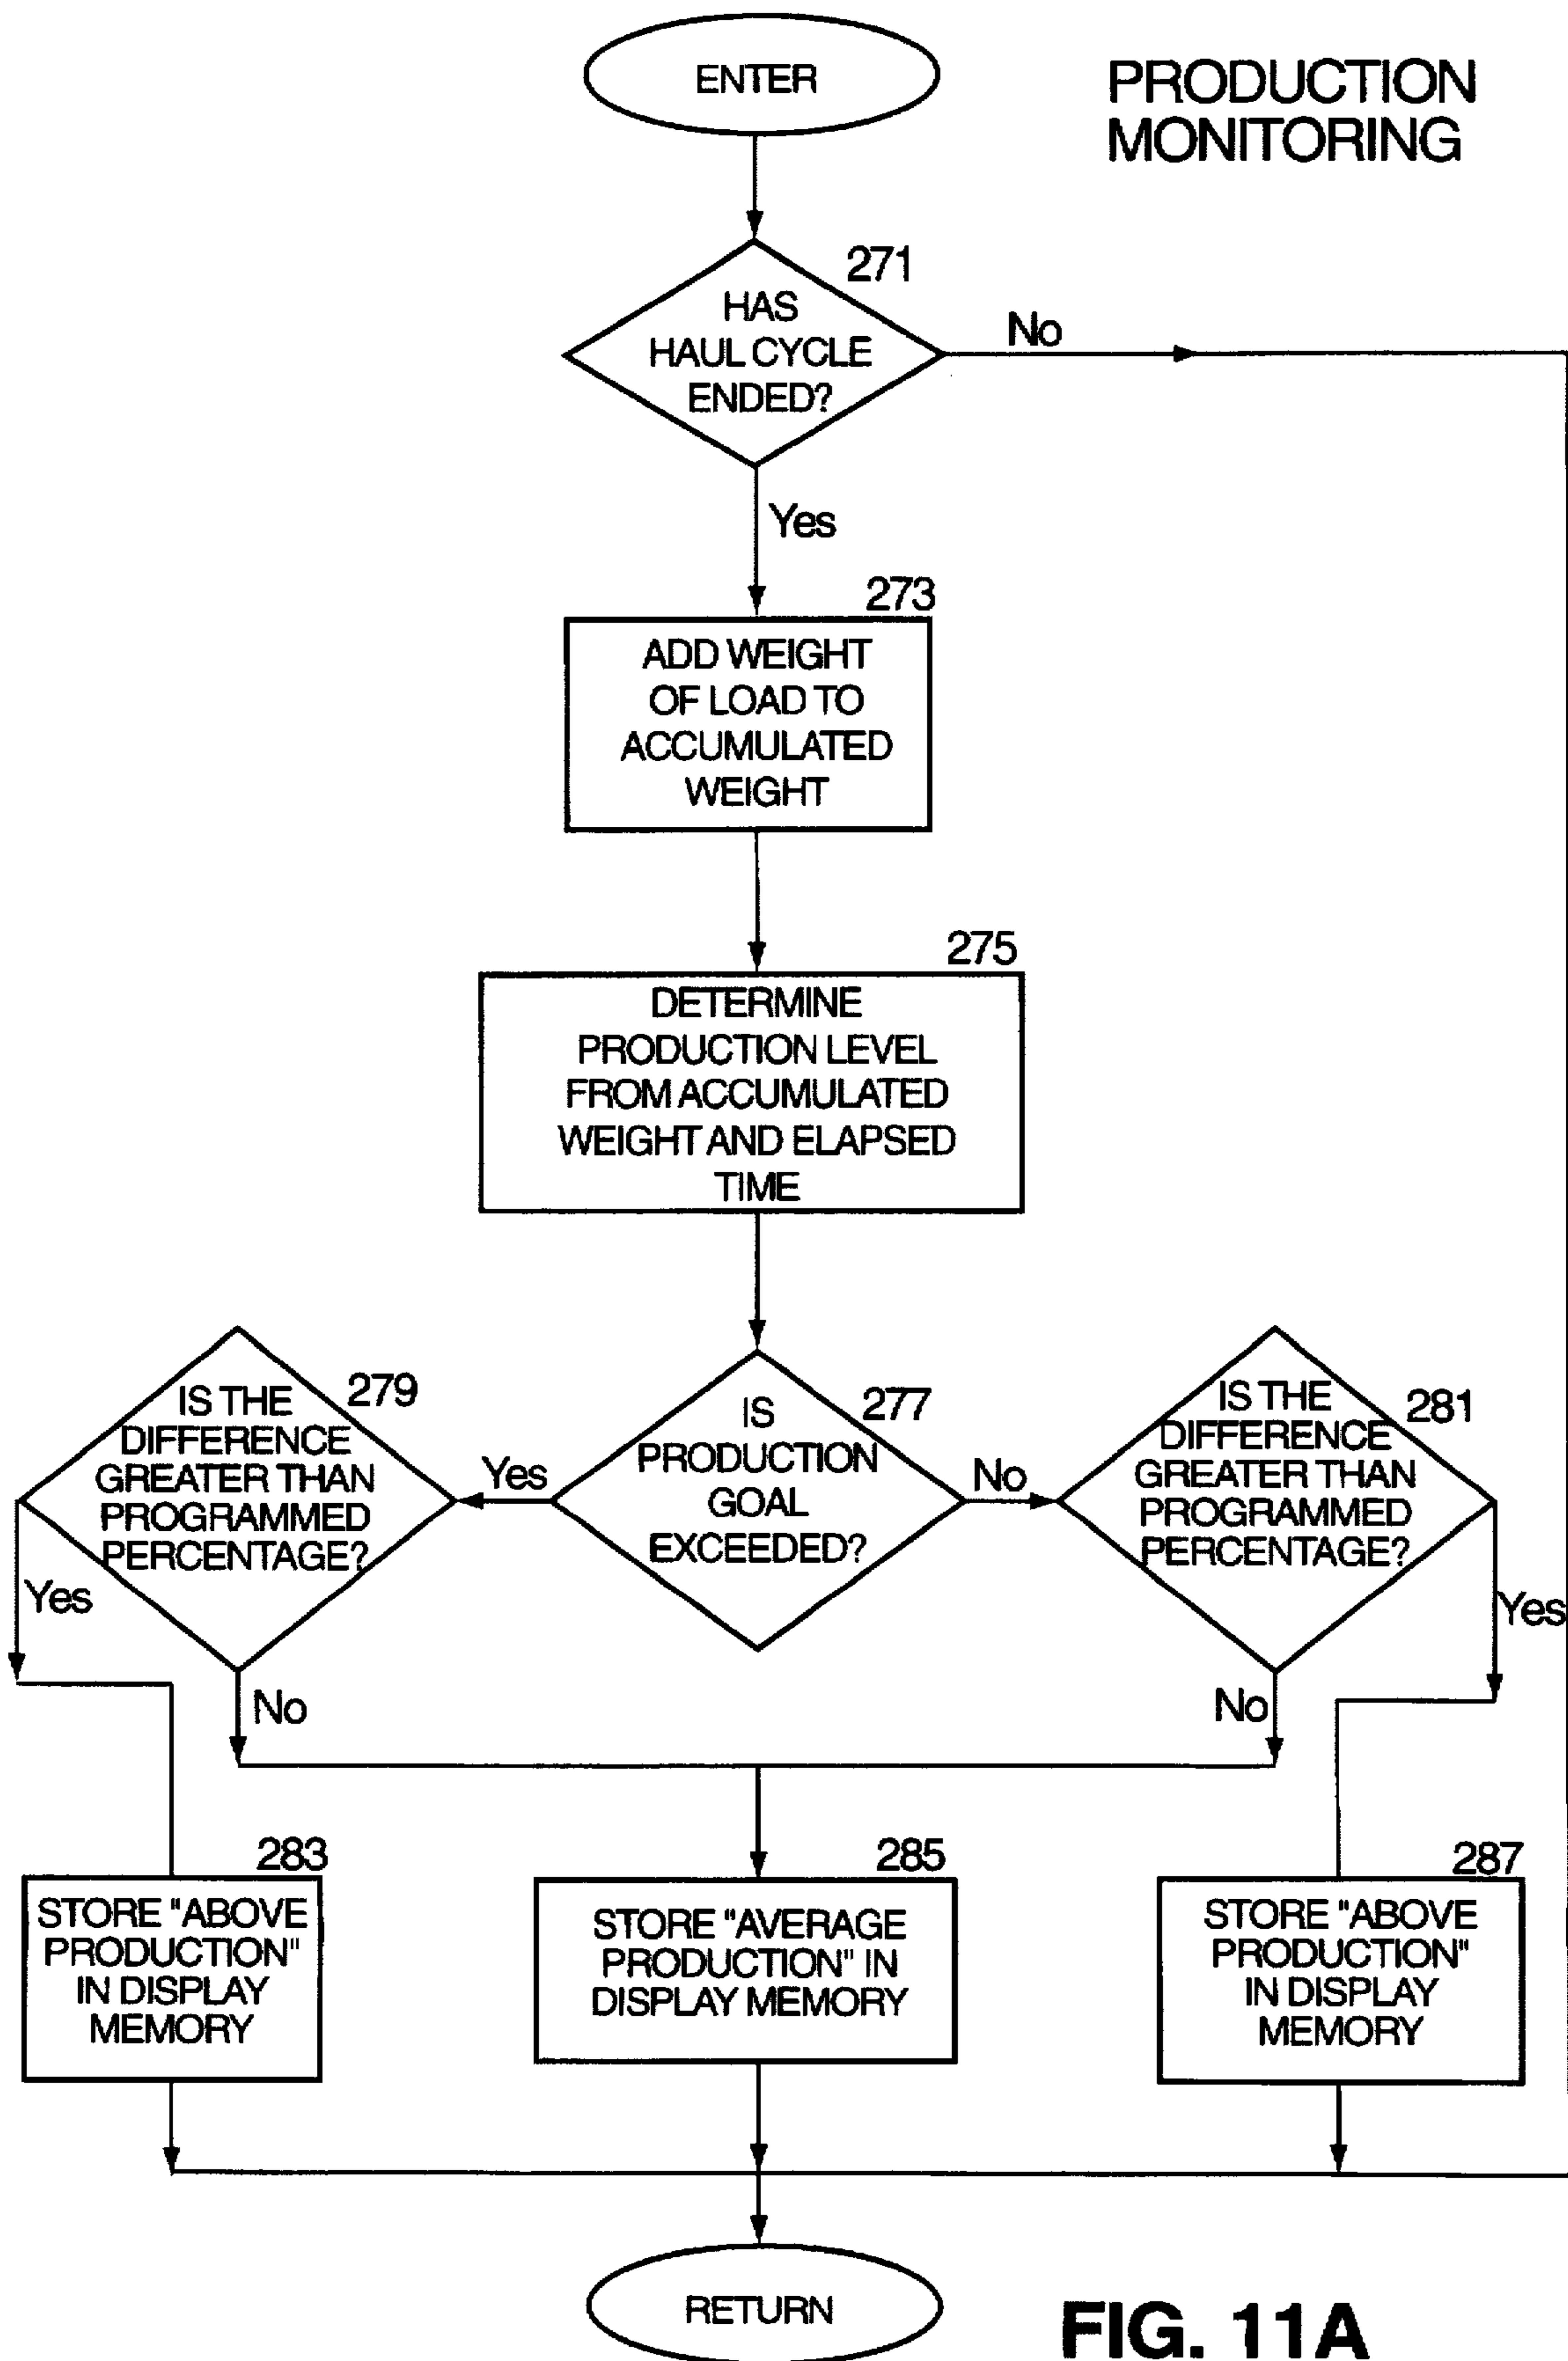 ENTER
PRODUCTION
MONITORING
271
HAS
HAUL CYCLE
ENDED?
No
Yes
273
ADD WEIGHT
OF LOAD TO
ACCUMULATED
WEIGHT
275
DETERMINE
PRODUCTION LEVEL
FROM ACCUMULATED
WEIGHT AND ELAPSED
TIME
279
IS THE
DIFFERENCE
GREATER THAN
PROGRAMMED
PERCENTAGE?
Yes
277
IS
PRODUCTION
GOAL
EXCEEDED?
No
281
IS THE
DIFFERENCE
GREATER THAN
PROGRAMMED
PERCENTAGE?
Yes
Yes
No
No
283
STORE "ABOVE
PRODUCTION"
IN DISPLAY
MEMORY
285
STORE "AVERAGE
PRODUCTION" IN
DISPLAY MEMORY
287
STORE "ABOVE
PRODUCTION"
IN DISPLAY
MEMORY
RETURN
FIG. 11A